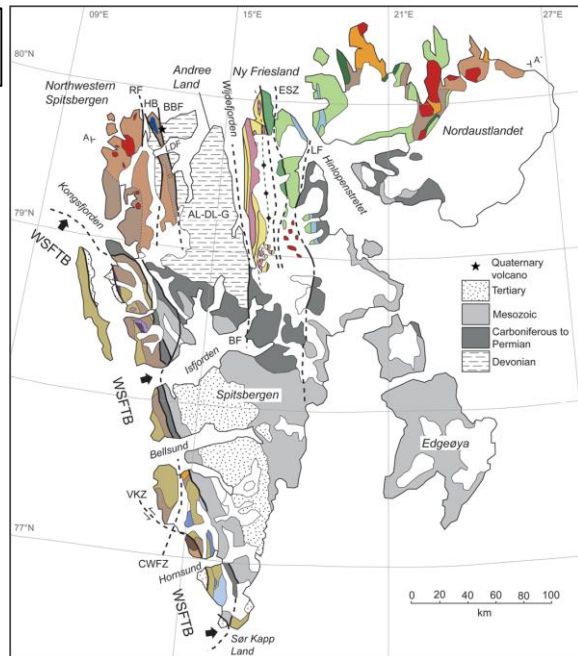 09°E
15°E
21°E
27°E
80°N
79°N
77°N
Northwestern
Spitsbergen
RF
HB
BBF
DF
A
Andree
Land
Wijdefjorden
Ny Friesland
ESZ
LF
Hinlopenstretet
Nordaustlandet
A'
Kongsfjorden
WSFTB
AL-DL-G
BF
Isfjorden
Spitsbergen
WSFTB
Bellsund
VKZ
CWFZ
Hornsund
WSFTB
Sør Kapp
Land
Edgeøya
Quaternary
volcano
Tertiary
Mesozoic
Carboniferous to
Permian
Devonian
0 20 40 60 80 100
km